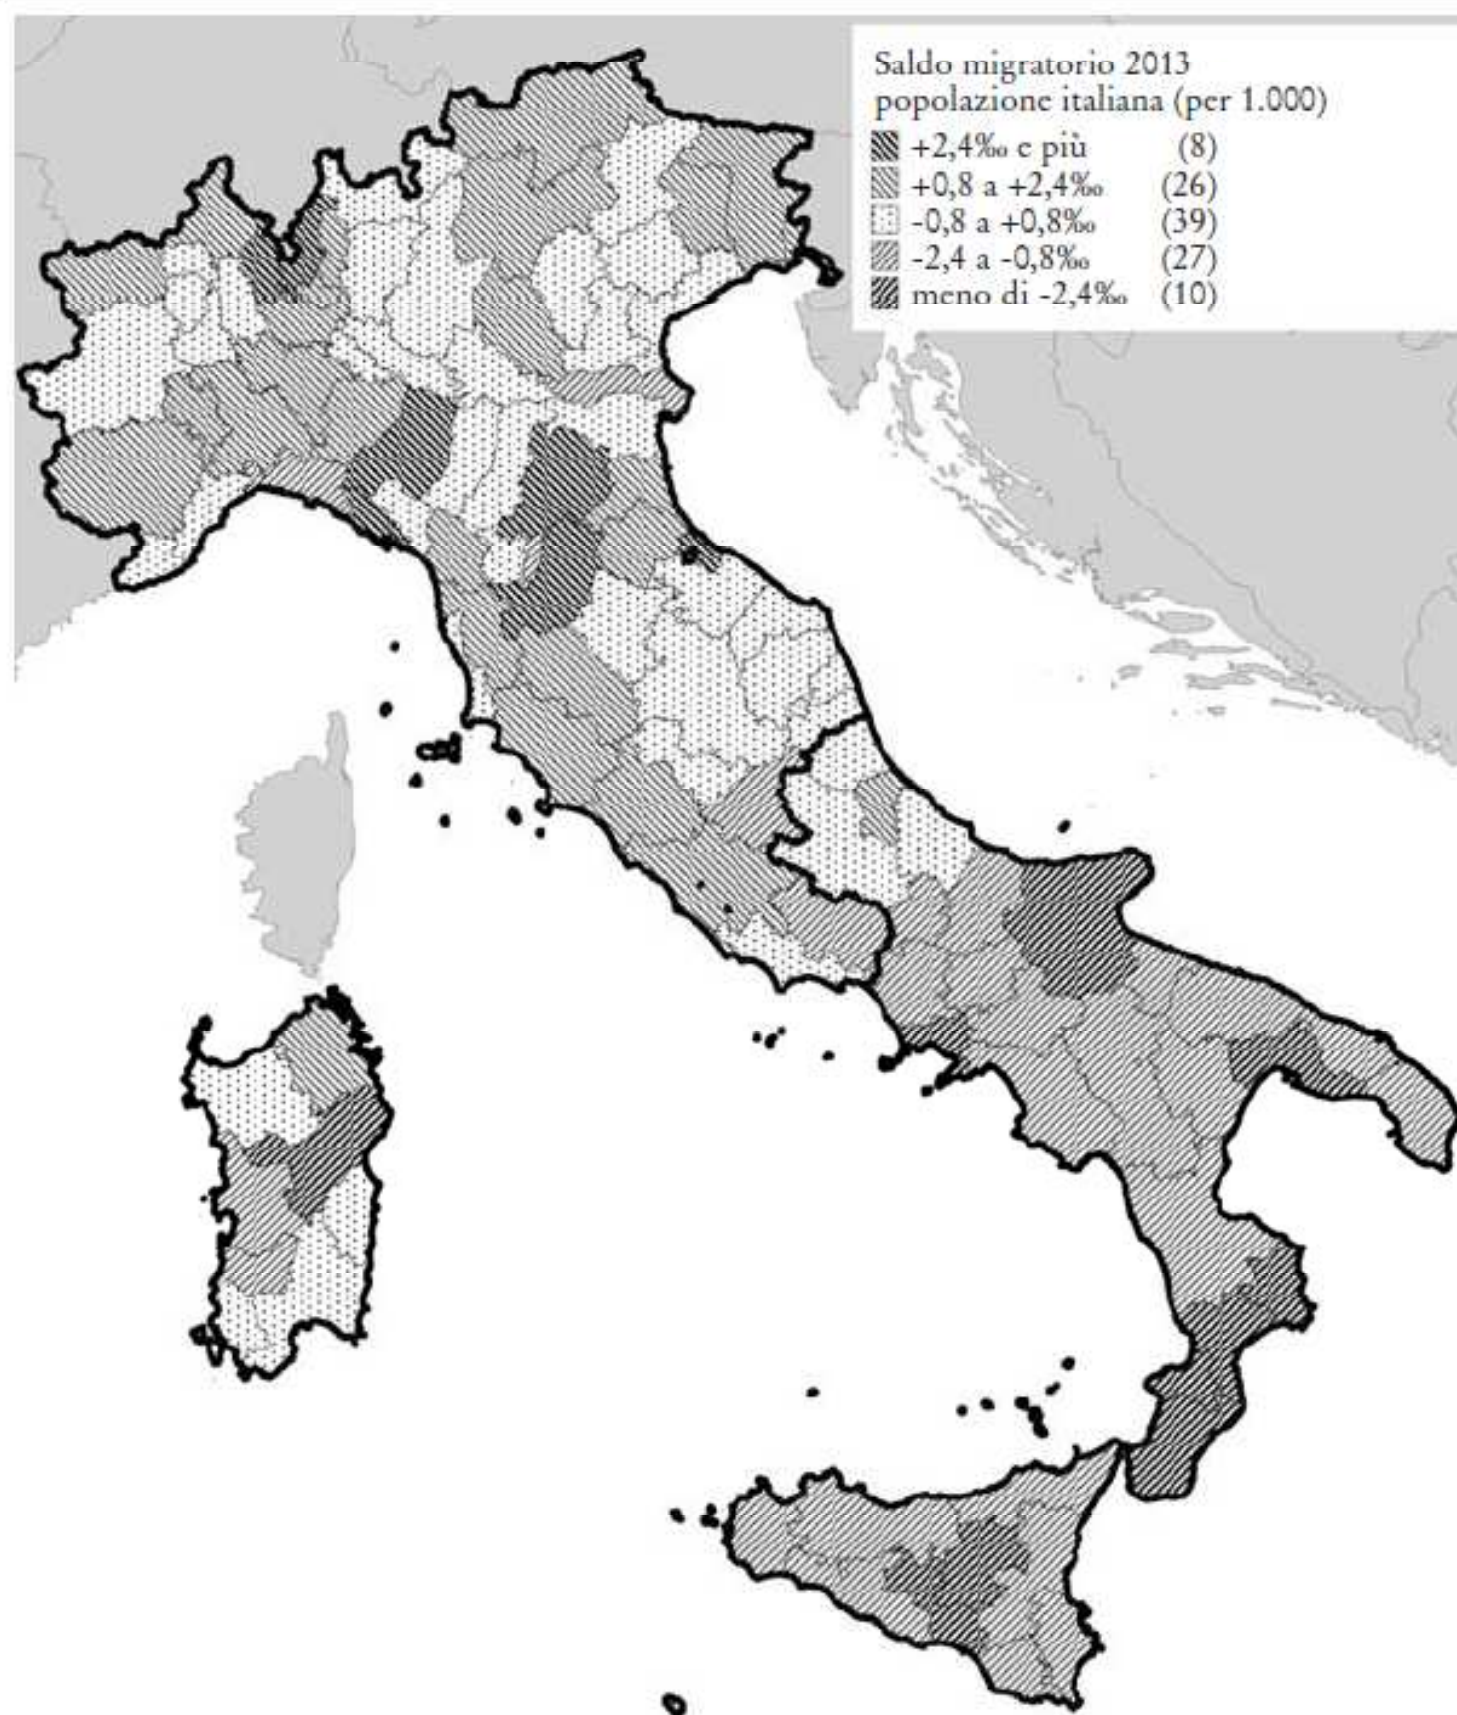 Saldo migratorio 2013
popolazione italiana (per 1.000)
+2,4‰ e più (8)
+0,8 a +2,4‰ (26)
-0,8 a +0,8‰ (39)
-2,4 a -0,8‰ (27)
meno di -2,4‰ (10)